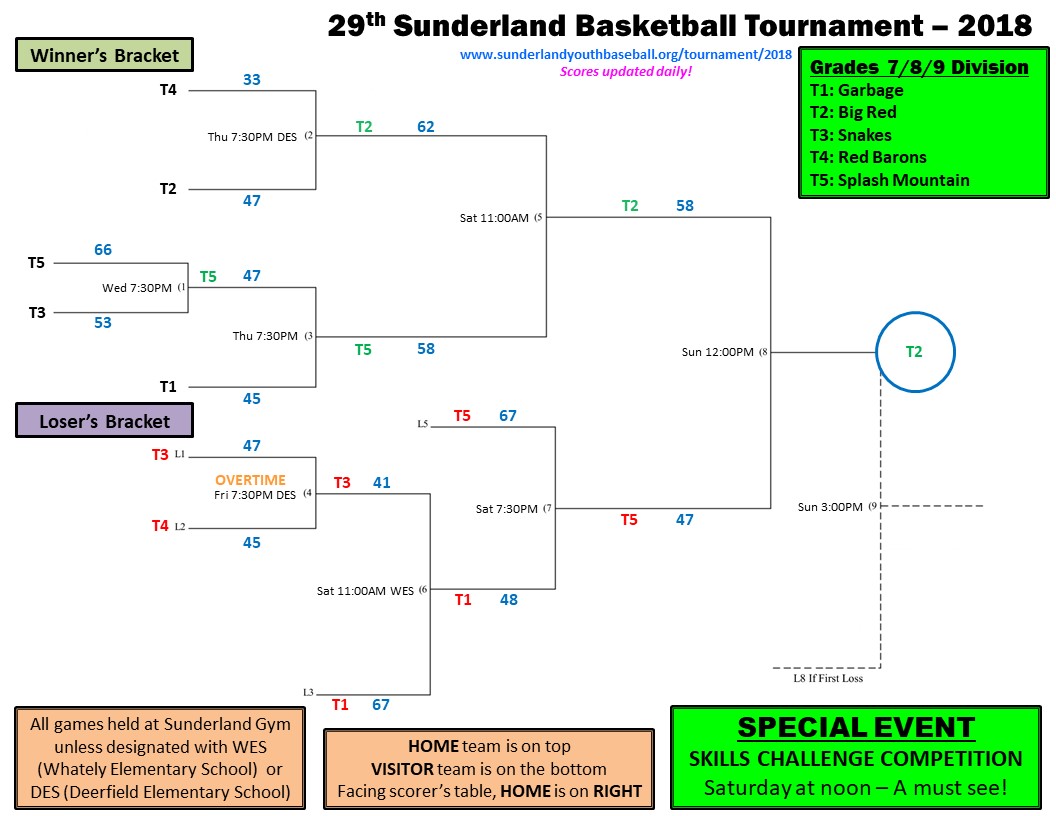 29th Sunderland Basketball Tournament – 2018
www.sunderlandyouthbaseball.org/tournament/2018
Scores updated daily!
Winner's Bracket
Grades 7/8/9 Division
T1: Garbage
T2: Big Red
T3: Snakes
T4: Red Barons
T5: Splash Mountain
33
T4
Thu 7:30PM DES (2
T2 62
T2
47
Sat 11:00AM (5
T2 58
66
T5
Wed 7:30PM (1
T5 47
T3
53
Thu 7:30PM (3
T5 58
T1
45
Sun 12:00PM (8
T2
Loser's Bracket
L5 T5 67
47
T3 L1
OVERTIME
Fri 7:30PM DES (4
T3 41
T4 L2
45
Sat 7:30PM (7
T5 47
Sun 3:00PM (9
Sat 11:00AM WES (6
T1 48
L3
T1 67
L8 If First Loss
All games held at Sunderland Gym
unless designated with WES
(Whately Elementary School) or
DES (Deerfield Elementary School)
HOME team is on top
VISITOR team is on the bottom
Facing scorer's table, HOME is on RIGHT
SPECIAL EVENT
SKILLS CHALLENGE COMPETITION
Saturday at noon – A must see!